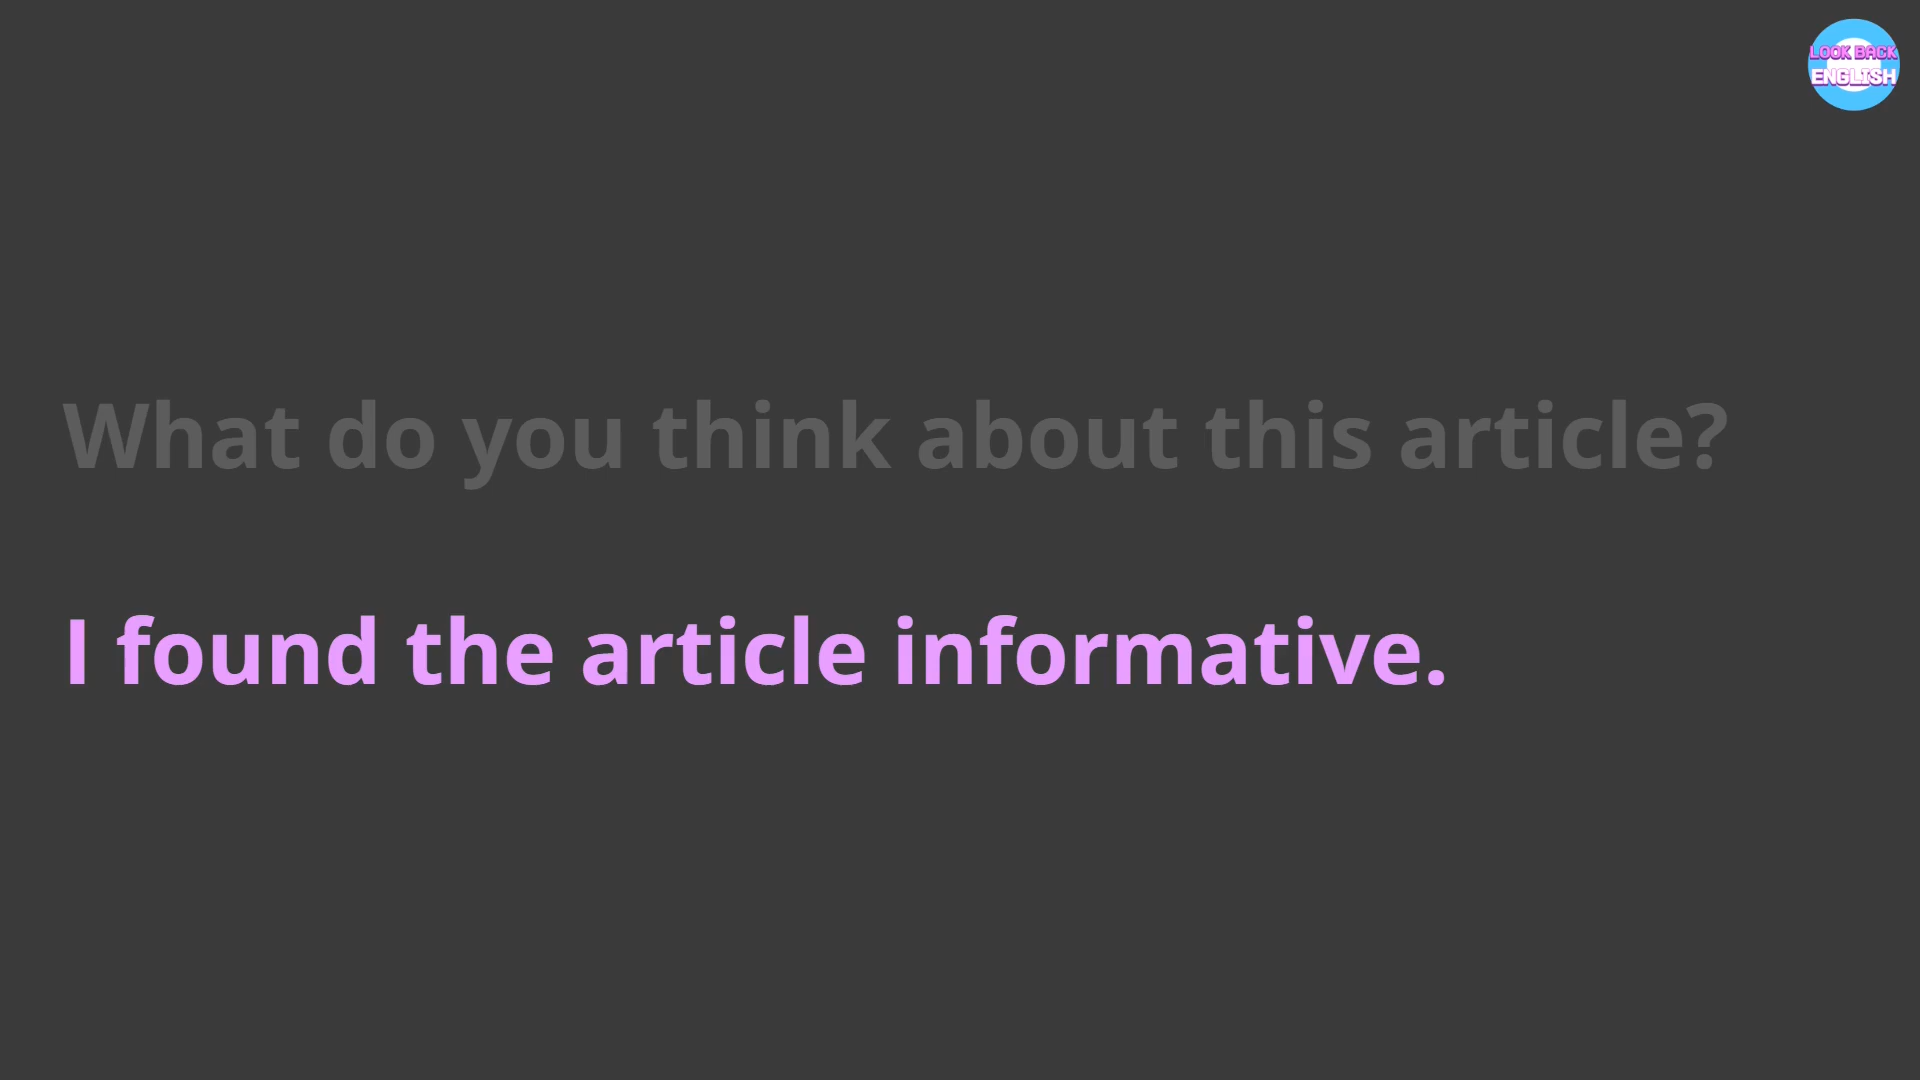 LOOK BACK
ENGLISH
What do you think about this article?
I found the article informative.